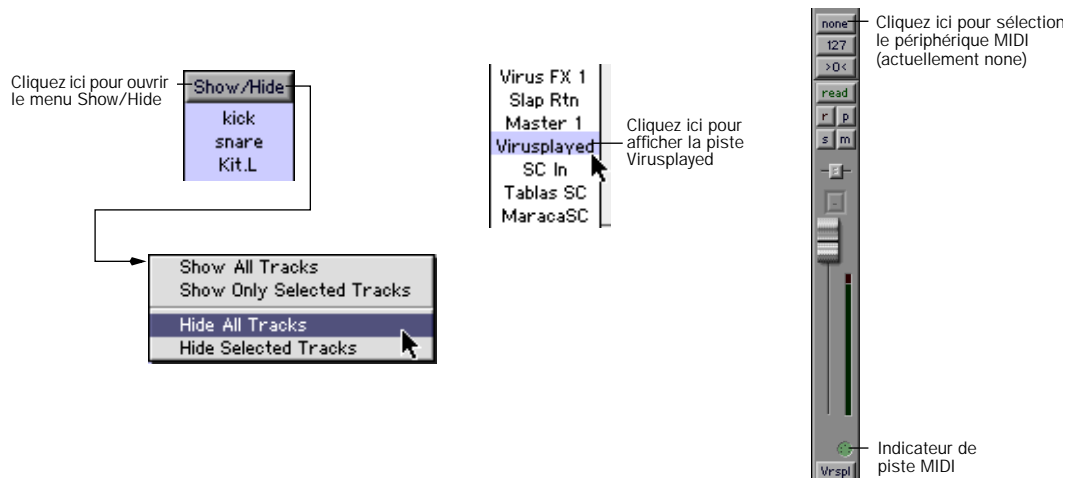 Cliquez ici pour ouvrir
le menu Show/Hide
Show/Hide
kick
snare
Kit.L
Show All Tracks
Show Only Selected Tracks
Hide All Tracks
Hide Selected Tracks
Virus FX 1
Slap Rtn
Master 1
Virusplayed
SC In
Tablas SC
MaracaSC
Cliquez ici pour
afficher la piste
Virusplayed
none
127
>0<
read
r p
s m
Vrspl
Cliquez ici pour sélection
le périphérique MIDI
(actuellement none)
Indicateur de
piste MIDI